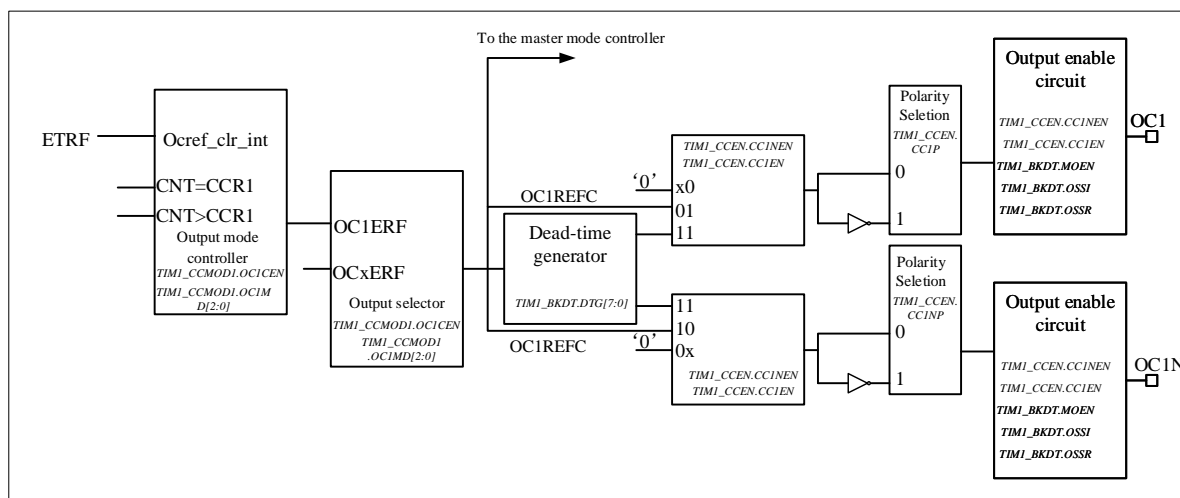 To the master mode controller
ETRF
Ocref_clr_int
CNT=CCR1
CNT>CCR1
Output mode
controller
TIM1_CCMOD1.OC1CEN
TIM1_CCMOD1.OC1M
D[2:0]
OC1ERF
OCxERF
Output selector
TIM1_CCMOD1.OC1CEN
TIM1_CCMOD1
.OC1MD[2:0]
OC1REFC
Dead-time
generator
TIM1_BKDT.DTG[7:0]
OC1REFC
TIM1_CCEN.CC1NEN
TIM1_CCEN.CC1EN
‘0’
x0
01
11
11
10
‘0’
0x
TIM1_CCEN.CC1NEN
TIM1_CCEN.CC1EN
Polarity
Seletion
TIM1_CCEN.
CC1P
0
1
Polarity
Seletion
TIM1_CCEN.
CC1NP
0
1
Output enable
circuit
TIM1_CCEN.CC1NEN
TIM1_CCEN.CC1EN
TIM1_BKDT.MOEN
TIM1_BKDT.OSSI
TIM1_BKDT.OSSR
OC1
Output enable
circuit
TIM1_CCEN.CC1NEN
TIM1_CCEN.CC1EN
TIM1_BKDT.MOEN
TIM1_BKDT.OSSI
TIM1_BKDT.OSSR
OC1N